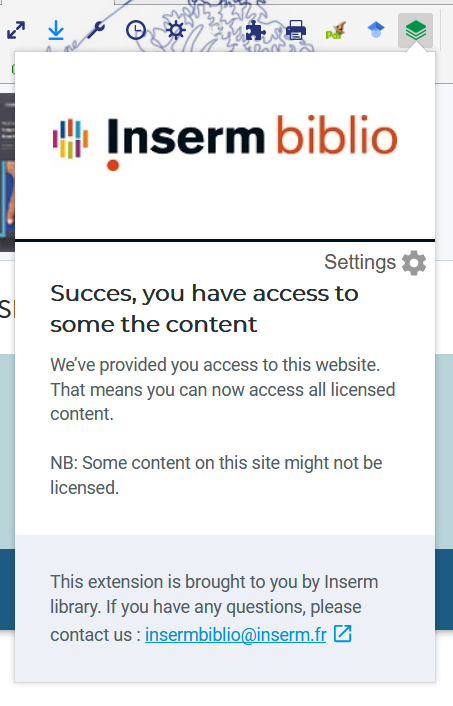 Pdf
Inserm biblio
Settings
Succes, you have access to
some the content
We’ve provided you access to this website.
That means you can now access all licensed
content.
NB: Some content on this site might not be
licensed.
This extension is brought to you by Inserm
library. If you have any questions, please
contact us : insermbiblio@inserm.fr